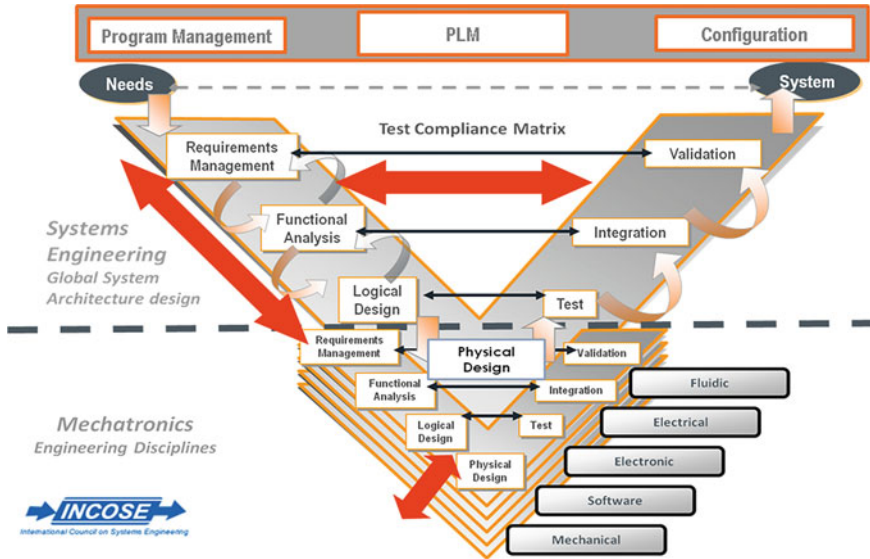 Program Management
PLM
Configuration
Needs
System
Test Compliance Matrix
Requirements
Management
Validation
Functional
Analysis
Integration
Systems
Engineering
Global System
Architecture design
Logical
Design
Test
Requirements
Management
Physical
Design
Validation
Functional
Analysis
Integration
Fluidic
Mechatronics
Engineering Disciplines
Logical
Design
Test
Electrical
Physical
Design
Electronic
Software
Mechanical
INCOSE
International Council on Systems Engineering